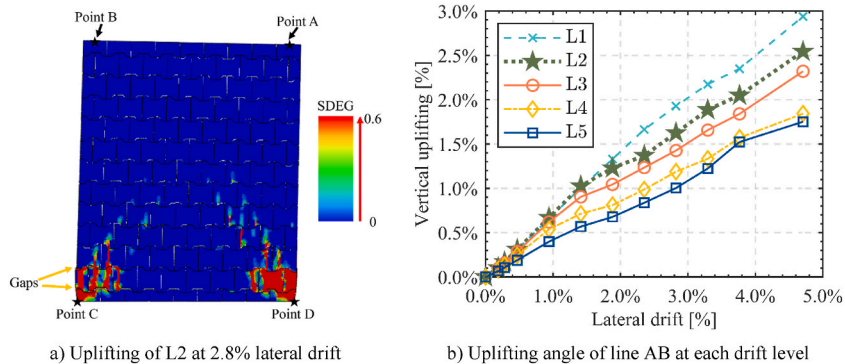 Point B
Point A
SDEG
0.6
0
Gaps
Point C
Point D
a) Uplifting of L2 at 2.8% lateral drift
Vertical uplifting [%]
3.0%
2.5%
2.0%
1.5%
1.0%
0.5%
0.0%
L1
L2
L3
L4
L5
0.0%
1.0%
2.0%
3.0%
4.0%
5.0%
Lateral drift [%]
b) Uplifting angle of line AB at each drift level